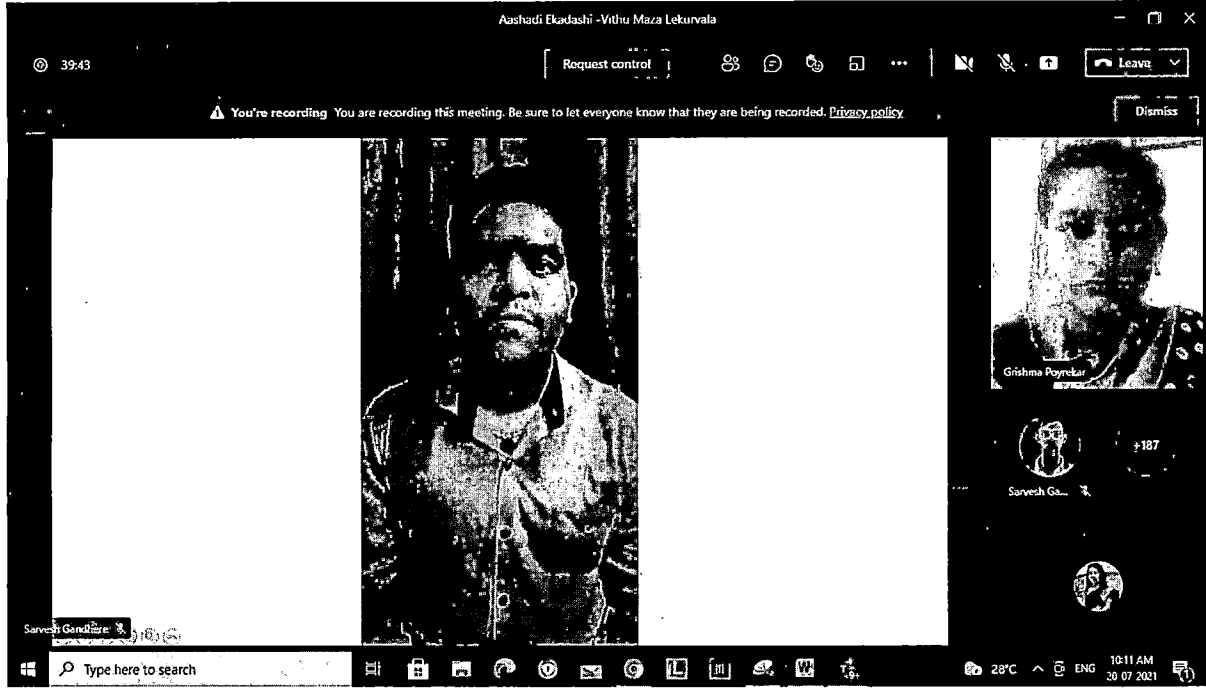 Aashadi Ekadashi -Vithu Maza Lekurvala
39:43
Request control
Leave
You're recording You are recording this meeting. Be sure to let everyone know that they are being recorded. Privacy policy
Dismiss
Grishma Poyrekar
+187
Sarvesh Ga...
Sarvesh Gandhere
Type here to search
28°C
ENG
10:11 AM
20-07-2021